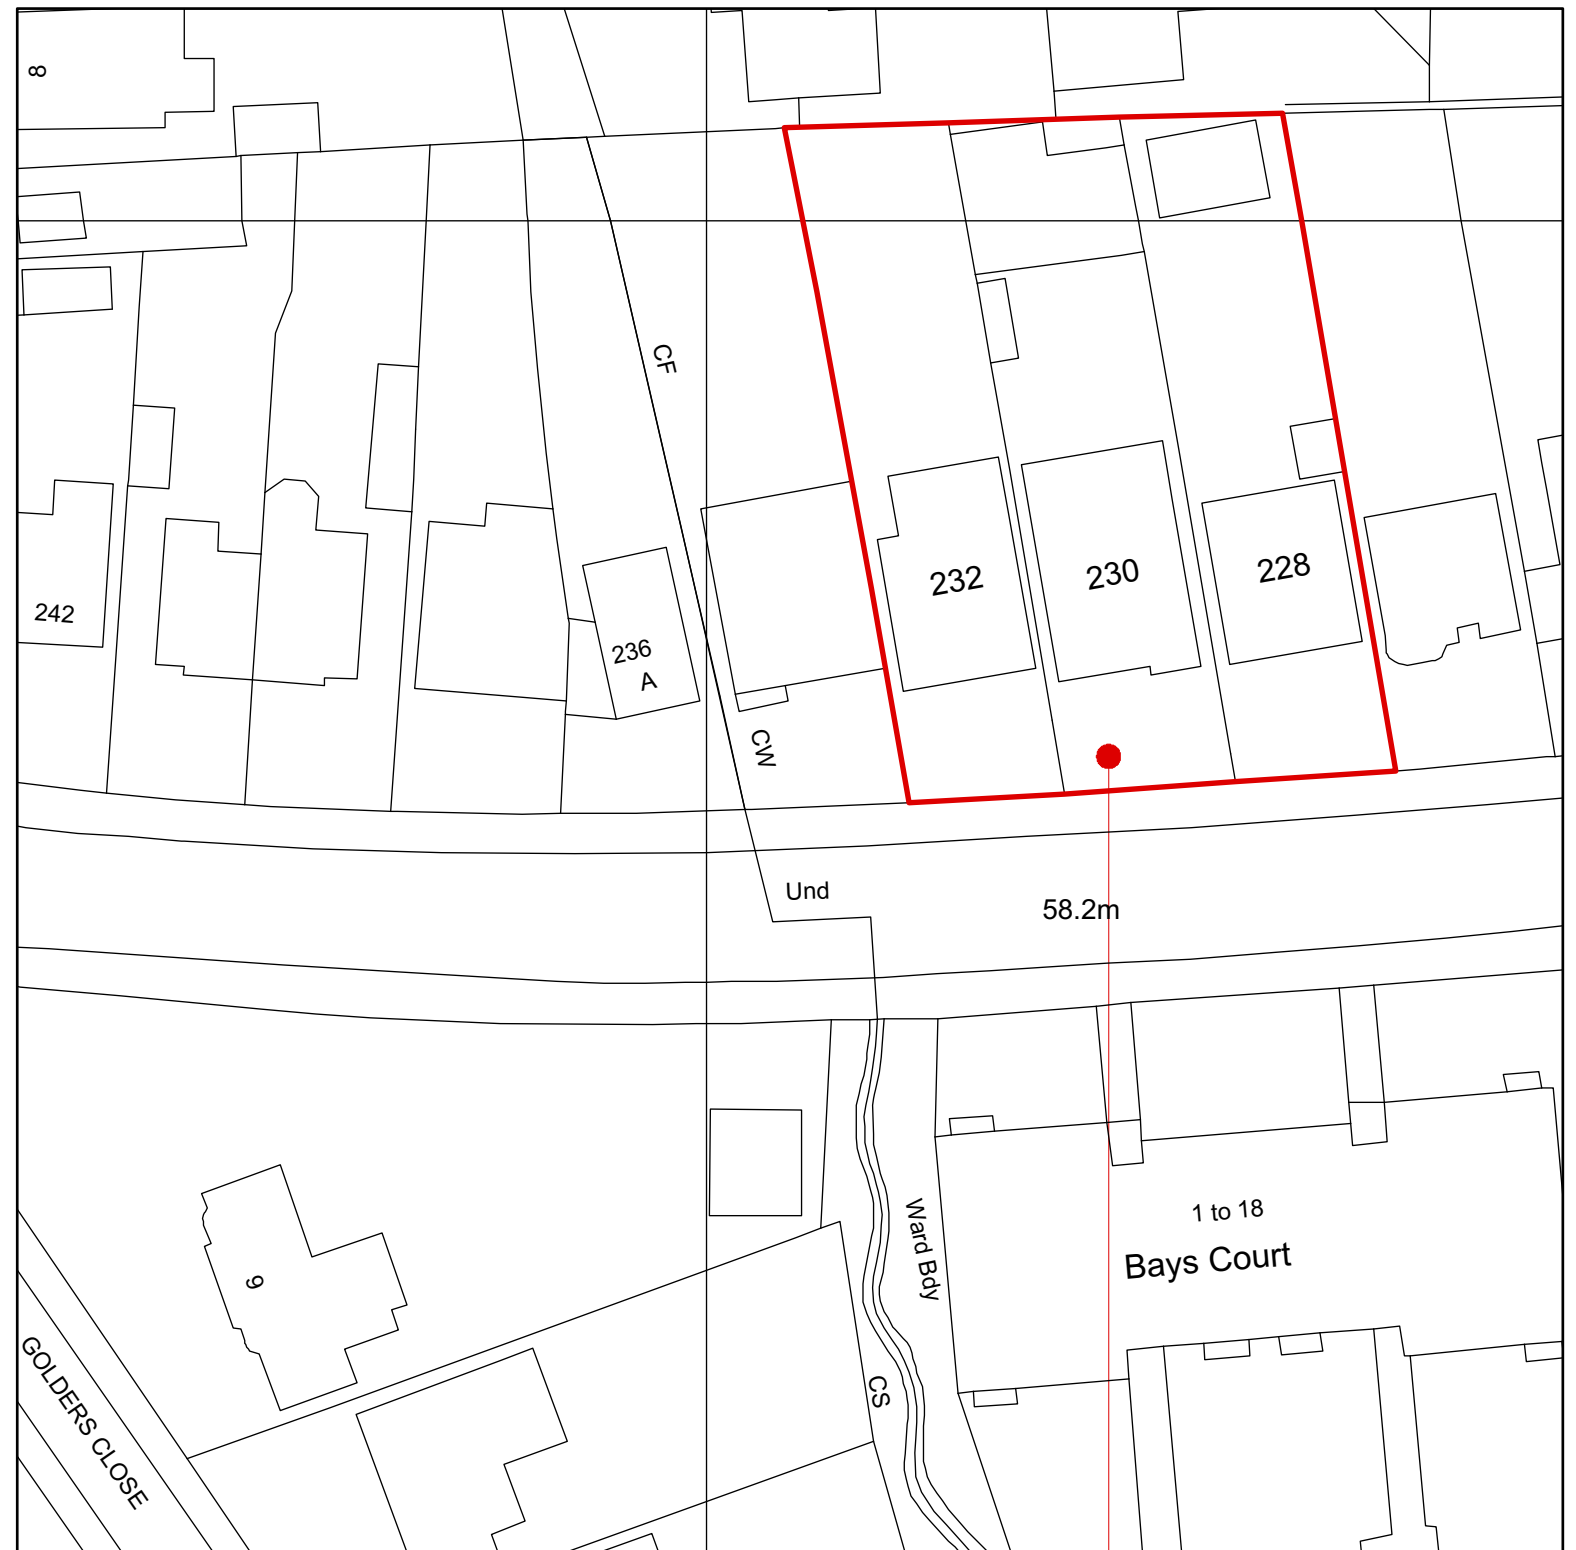 8
CF
232
230
228
242
236
A
CW
Und
58.2m
1 to 18
Bays Court
Ward Bdy
9
GOLDERS CLOSE
CS